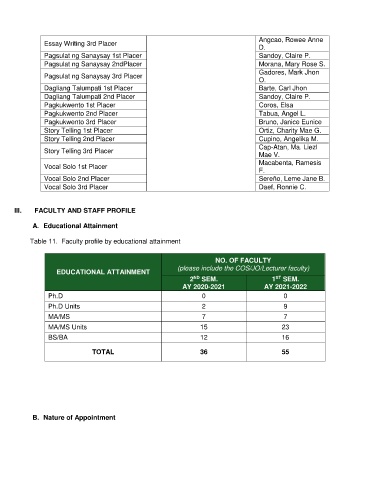 Essay Writing 3rd Placer Angcao, Rowee Anne
D.
Pagsulat ng Sanaysay 1st Placer Sandoy, Claire P.
Pagsulat ng Sanaysay 2ndPlacer Morana, Mary Rose S.
Pagsulat ng Sanaysay 3rd Placer Gadores, Mark Jhon
O.
Dagliang Talumpati 1st Placer Barte, Carl Jhon
Dagliang Talumpati 2nd Placer Sandoy, Claire P.
Pagkukwento 1st Placer Coros, Elsa
Pagkukwento 2nd Placer Tabua, Angel L.
Pagkukwento 3rd Placer Bruno, Janice Eunice
Story Telling 1st Placer Ortiz, Charity Mae G.
Story Telling 2nd Placer Cupino, Angelika M.
Story Telling 3rd Placer Cap-Atan, Ma. Liezl
Mae V.
Vocal Solo 1st Placer Macabenta, Ramesis
F.
Vocal Solo 2nd Placer Sereño, Leme Jane B.
Vocal Solo 3rd Placer Daef, Ronnie C.
III. FACULTY AND STAFF PROFILE
A. Educational Attainment
Table 11. Faculty profile by educational attainment
EDUCATIONAL ATTAINMENT
NO. OF FACULTY
(please include the COS/JO/Lecturer faculty)
2ND SEM. 1ST SEM.
AY 2020-2021 AY 2021-2022
Ph.D 0 0
Ph.D Units 2 9
MA/MS 7 7
MA/MS Units 15 23
BS/BA 12 16
TOTAL 36 55
B. Nature of Appointment